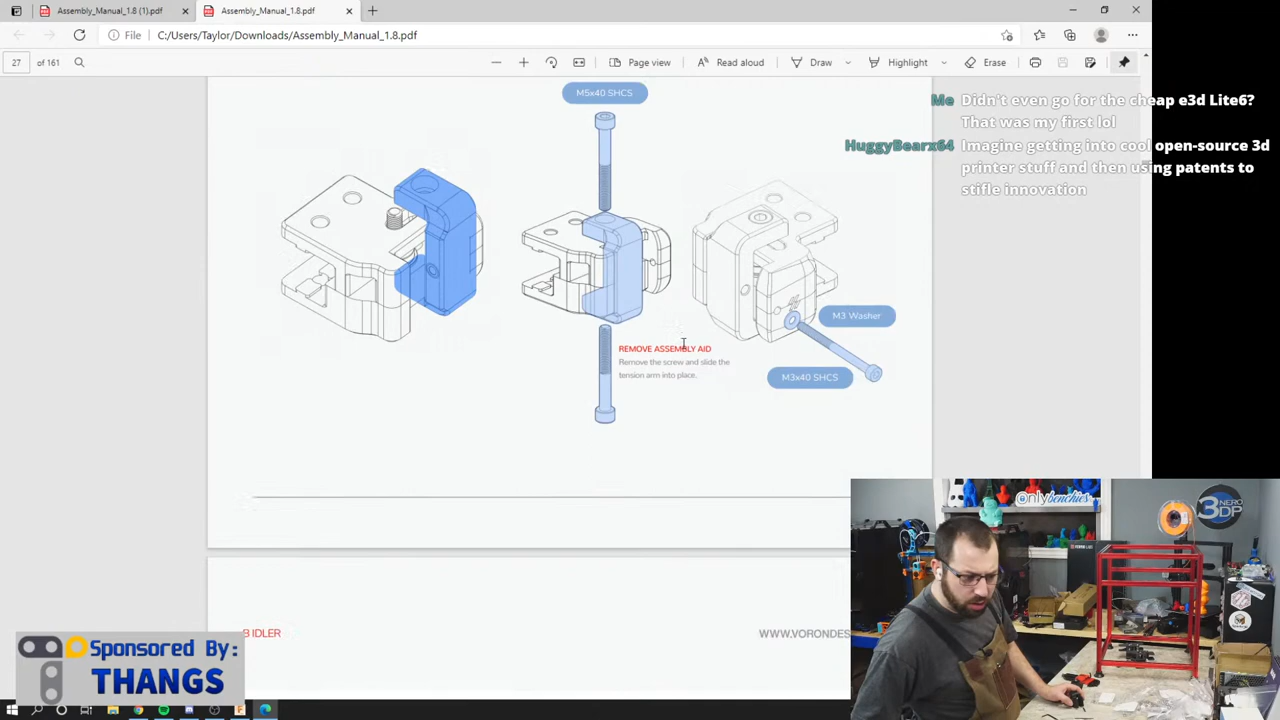 Assembly_Manual_1.8 (1).pdf
Assembly_Manual_1.8.pdf
File
C:/Users/Taylor/Downloads/Assembly_Manual_1.8.pdf
27 of 161
Page view
Read aloud
Draw
Highlight
Erase
M5x40 SHCS
M3 Washer
REMOVE ASSEMBLY AID
Remove the screw and slide the
tension arm into place.
M3x40 SHCS
B IDLER
WWW.VORONDES
Me Didn't even go for the cheap e3d Lite6?
That was my first lol
HuggyBearx64 Imagine getting into cool open-source 3d
printer stuff and then using patents to
stifle innovation
onlybenchies
NERO
3DP
Sponsored By:
THANGS